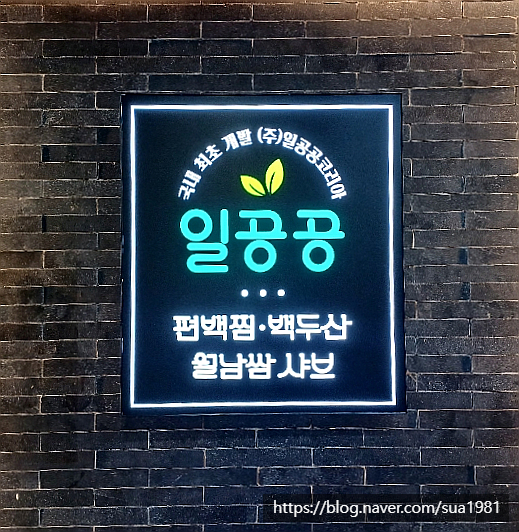 국내 최초 개발 (주)일공공코리아
일공공
편백찜·백두산
월남쌈 샤브
https://blog.naver.com/sua1981